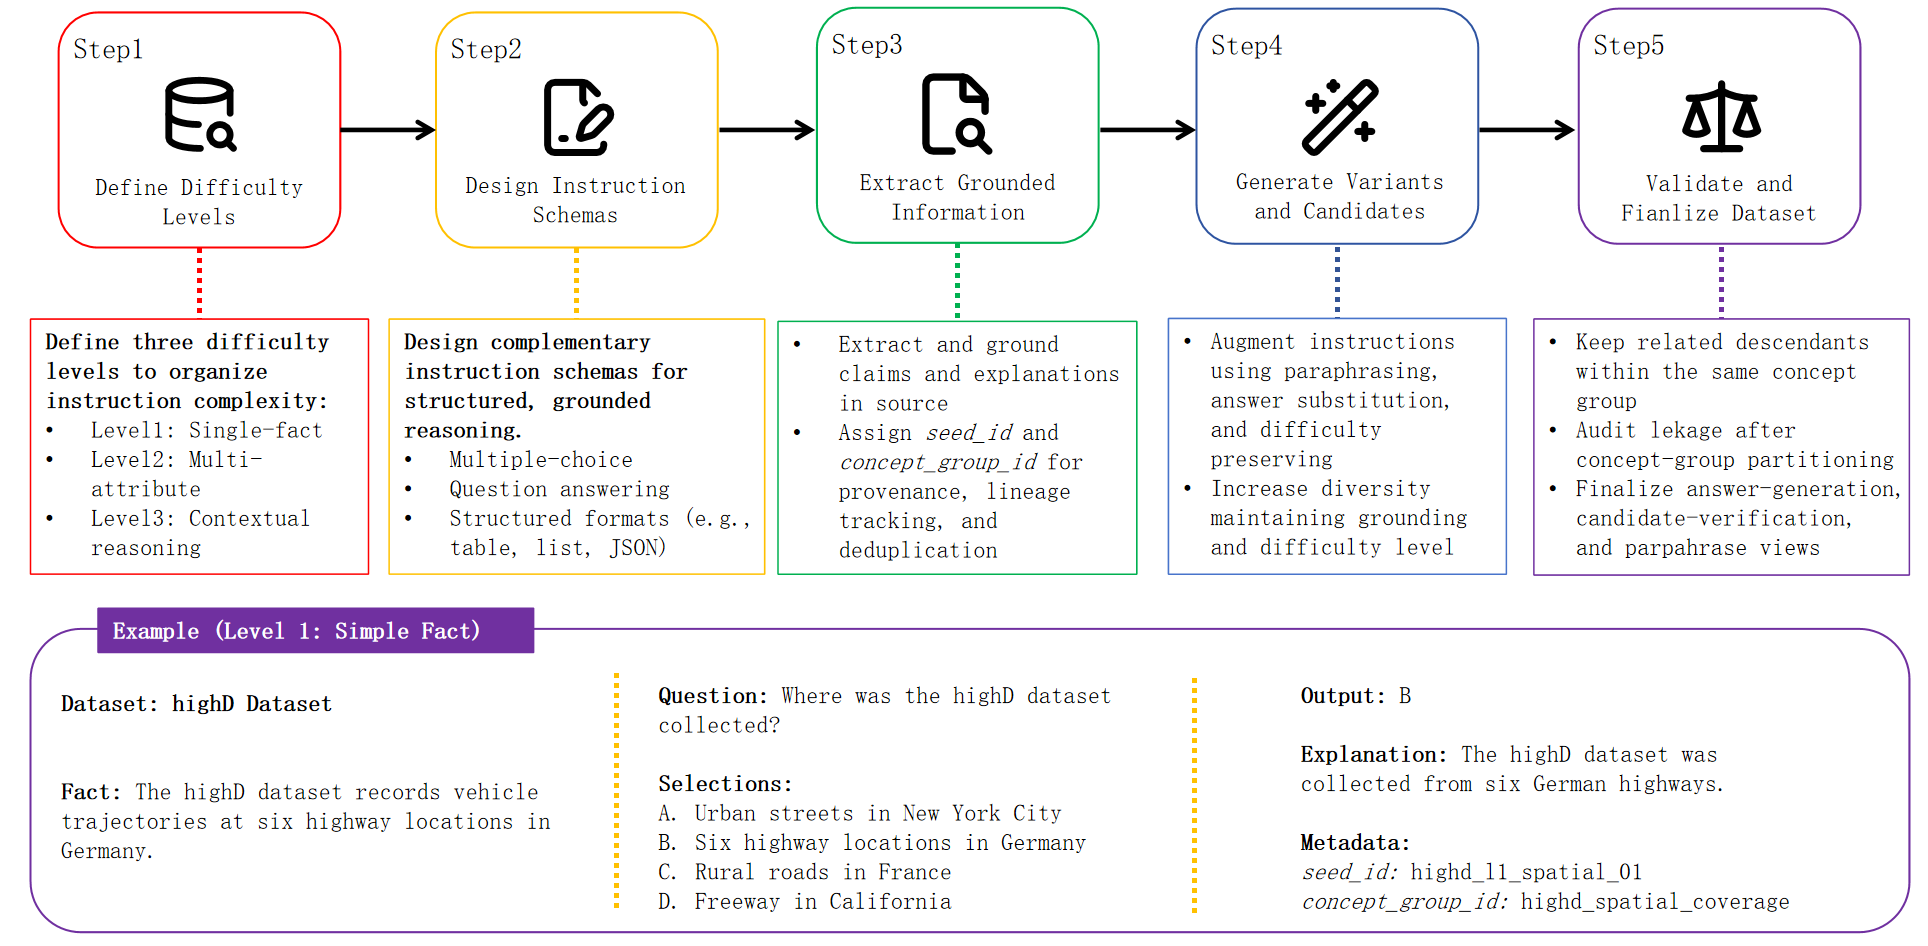 Step1
Define Difficulty
Levels
Step2
Design Instruction
Schemas
Step3
Extract Grounded
Information
Step4
Generate Variants
and Candidates
Step5
Validate and
Fianlize Dataset
Define three difficulty
levels to organize
instruction complexity:
• Level1: Single-fact
• Level2: Multi-
attribute
• Level3: Contextual
reasoning
Design complementary
instruction schemas for
structured, grounded
reasoning.
• Multiple-choice
• Question answering
• Structured formats (e.g.,
table, list, JSON)
• Extract and ground
claims and explanations
in source
• Assign seed_id and
concept_group_id for
provenance, lineage
tracking, and
deduplication
• Augment instructions
using paraphrasing,
answer substitution,
and difficulty
preserving
• Increase diversity
maintaining grounding
and difficulty level
• Keep related descendants
within the same concept
group
• Audit lekage after
concept-group partitioning
• Finalize answer-generation,
candidate-verification,
and parpahrase views
Example (Level 1: Simple Fact)
Dataset: highD Dataset
Fact: The highD dataset records vehicle
trajectories at six highway locations in
Germany.
Question: Where was the highD dataset
collected?
Selections:
A. Urban streets in New York City
B. Six highway locations in Germany
C. Rural roads in France
D. Freeway in California
Output: B
Explanation: The highD dataset was
collected from six German highways.
Metadata:
seed_id: highd_l1_spatial_01
concept_group_id: highd_spatial_coverage